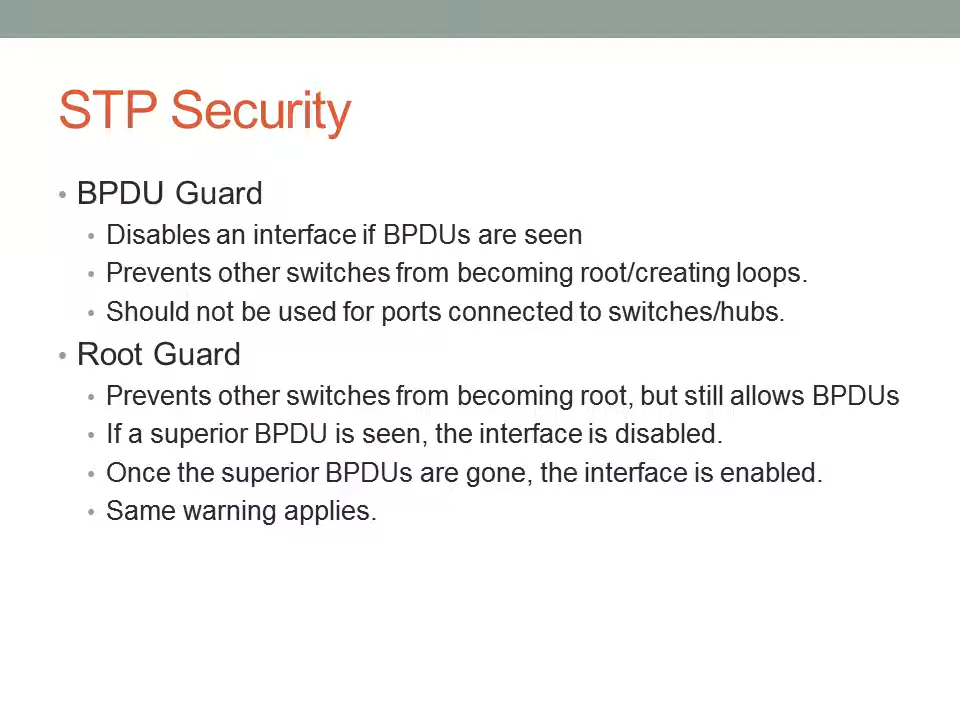 STP Security
• BPDU Guard
• Disables an interface if BPDUs are seen
• Prevents other switches from becoming root/creating loops.
• Should not be used for ports connected to switches/hubs.
• Root Guard
• Prevents other switches from becoming root, but still allows BPDUs
• If a superior BPDU is seen, the interface is disabled.
• Once the superior BPDUs are gone, the interface is enabled.
• Same warning applies.